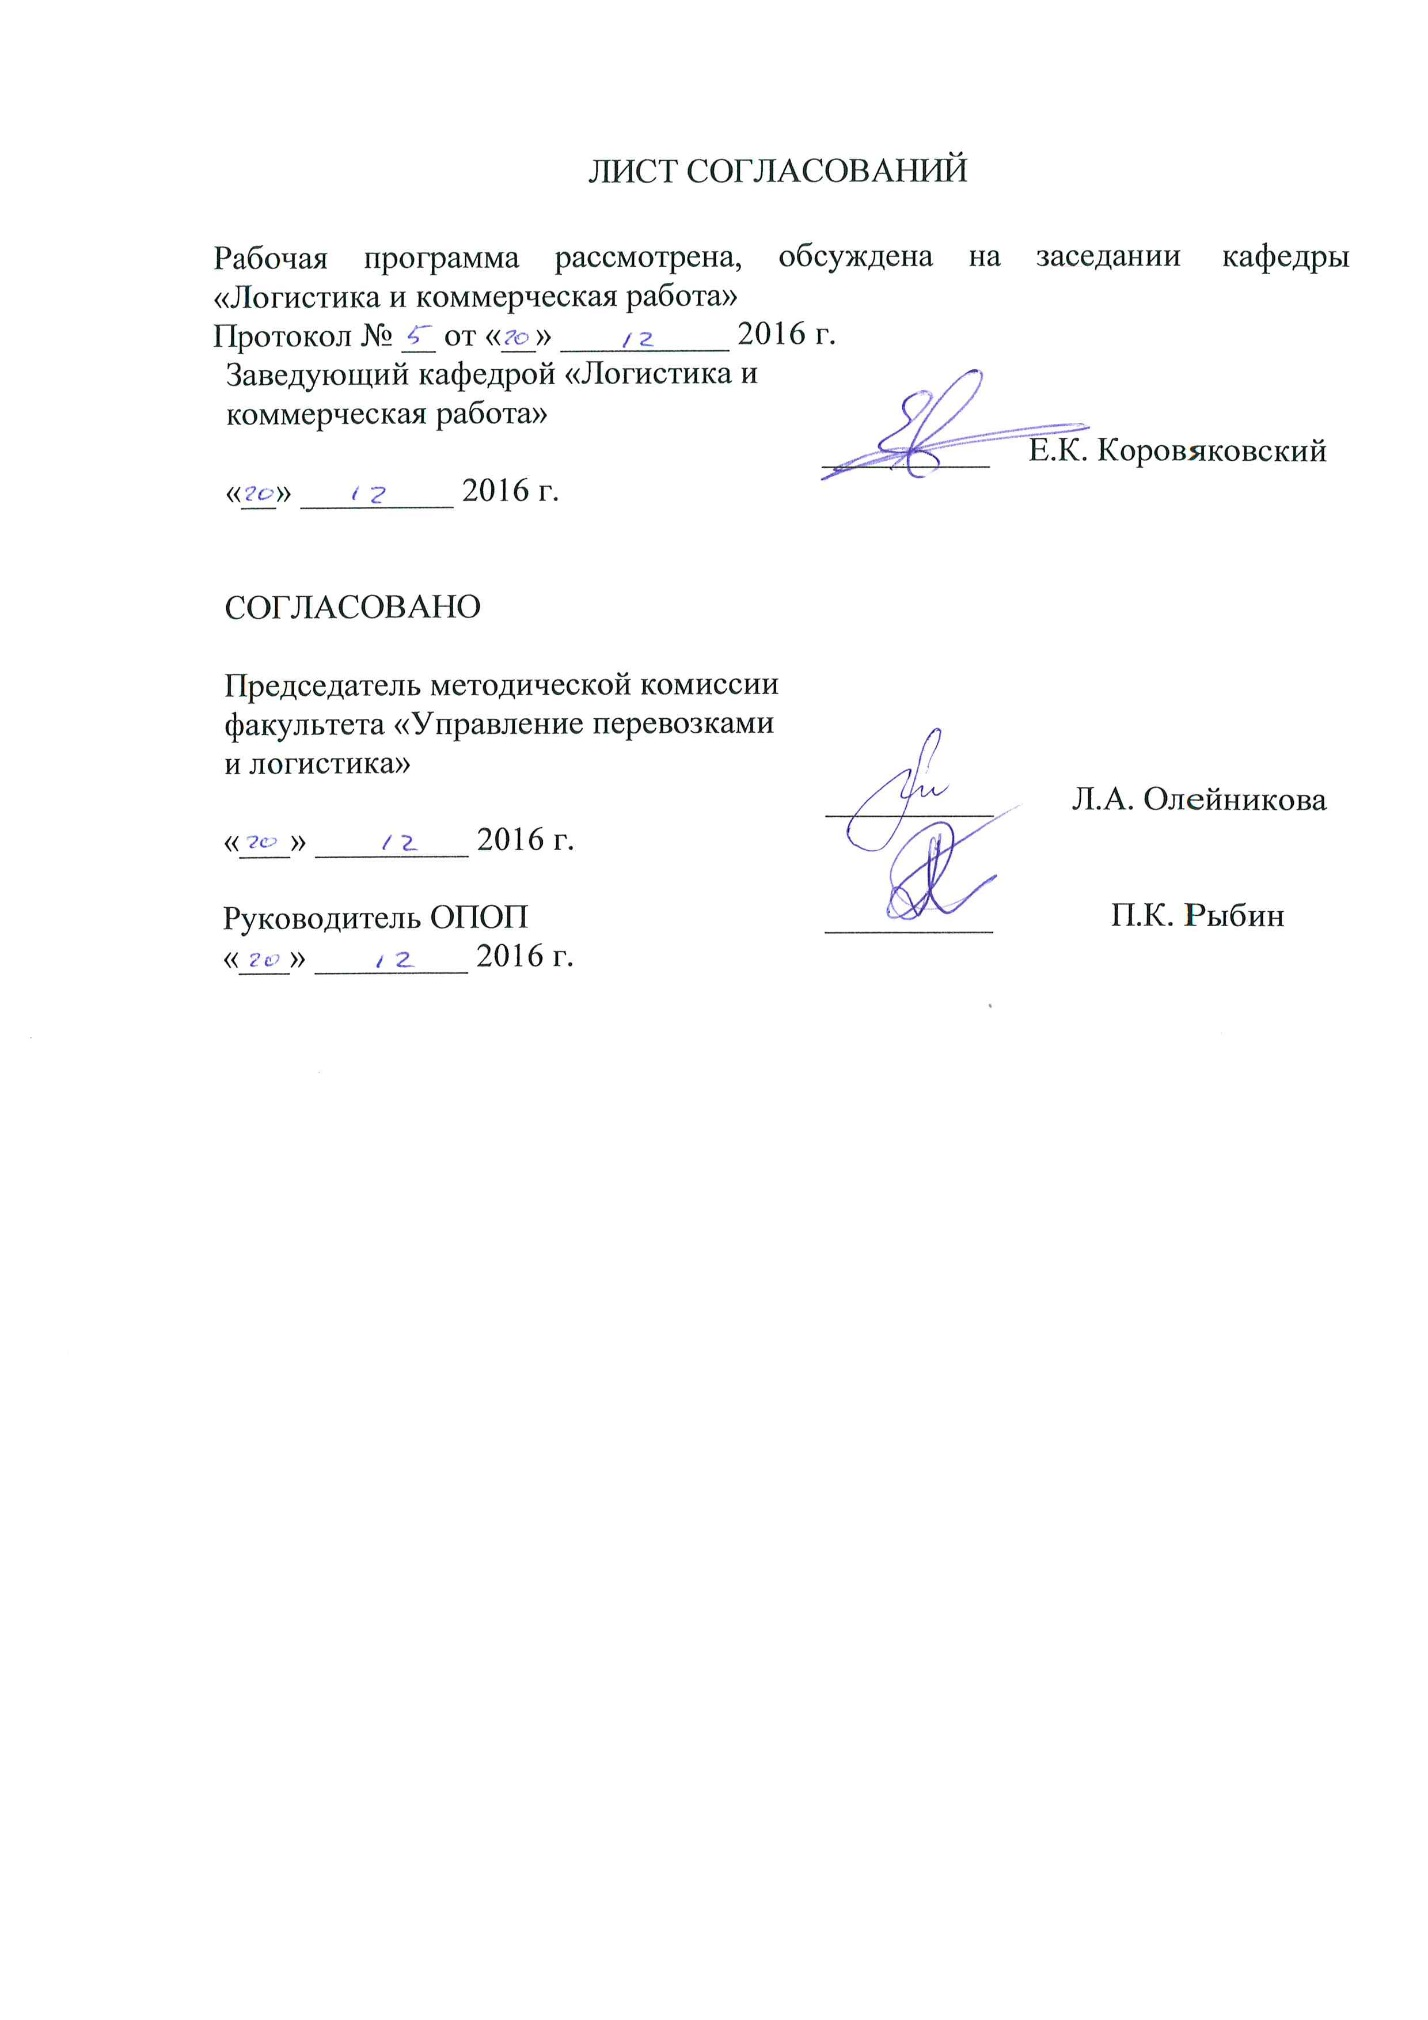 ЛИСТ СОГЛАСОВАНИЙ
Рабочая программа рассмотрена, обсуждена на заседании кафедры
«Логистика и коммерческая работа»
Протокол № 5 от «20» 12 2016 г.
Заведующий кафедрой «Логистика и
коммерческая работа»
Е.К. Коровяковский
«20» 12 2016 г.
СОГЛАСОВАНО
Председатель методической комиссии
факультета «Управление перевозками
и логистика»
Л.А. Олейникова
«20» 12 2016 г.
Руководитель ОПОП П.К. Рыбин
«20» 12 2016 г.